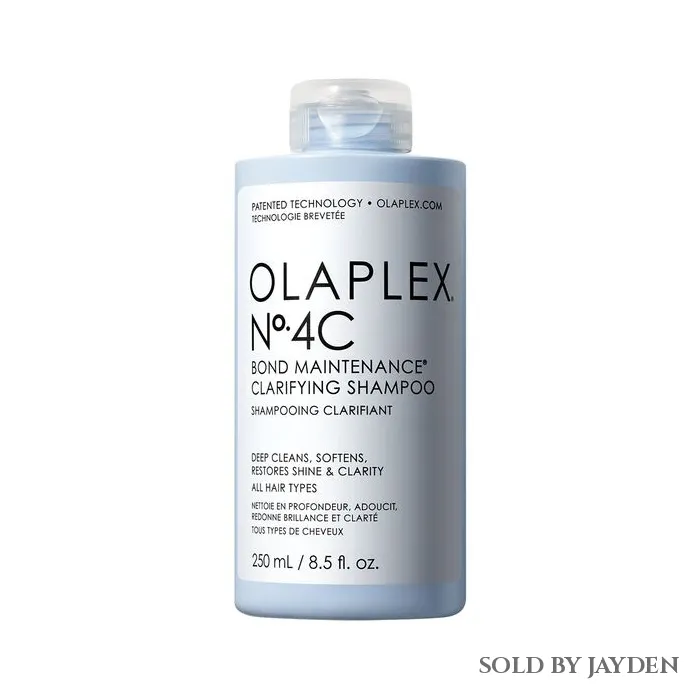 PATENTED TECHNOLOGY • OLAPLEX.COM
TECHNOLOGIE BREVETÉE
OLAPLEX.
Nº.4C
BOND MAINTENANCE®
CLARIFYING SHAMPOO
SHAMPOOING CLARIFIANT
DEEP CLEANS, SOFTENS,
RESTORES SHINE & CLARITY
ALL HAIR TYPES
NETTOIE EN PROFONDEUR, ADOUCIT,
REDONNE BRILLANCE ET CLARTÉ
TOUS TYPES DE CHEVEUX
250 mL / 8.5 fl. oz.
SOLD BY JAYDEN